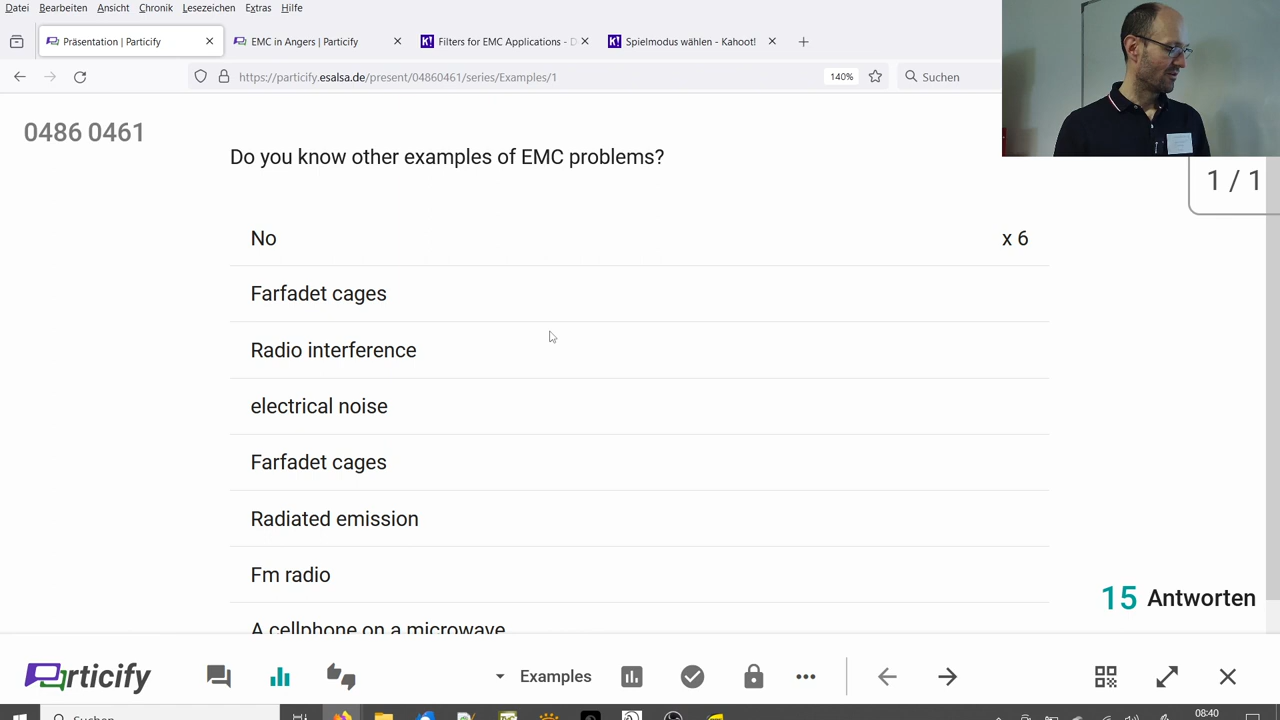 Datei Bearbeiten Ansicht Chronik Lesezeichen Extras Hilfe
Präsentation | Particify
EMC in Angers | Particify
Filters for EMC Applications - D
Spielmodus wählen - Kahoot!
https://particify.esalsa.de/present/04860461/series/Examples/1
140%
Suchen
0486 0461
Do you know other examples of EMC problems?
1 / 1
No x 6
Farfadet cages
Radio interference
electrical noise
Farfadet cages
Radiated emission
Fm radio
A cellphone on a microwave
15 Antworten
Particify
Examples
Suchen
08:40